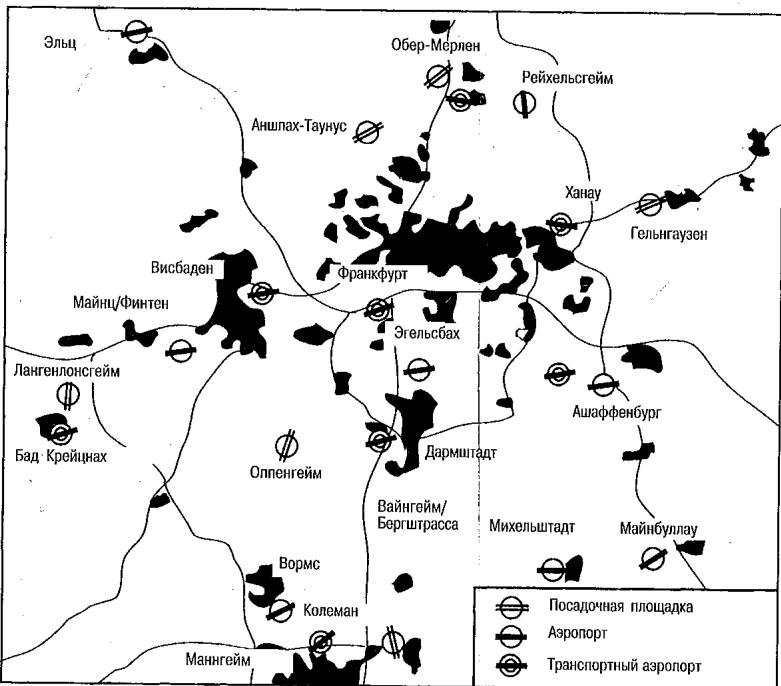 Эльц
Обер-Мерлен
Рейхельсгейм
Аншпах-Таунус
Ханау
Гельнгаузен
Висбаден
Франкфурт
Майнц/Финтен
Эгельсбах
Лангенлонсгейм
Ашаффенбург
Бад Крейцнах
Оппенгейм
Дармштадт
Вайнгейм/
Бергштрасса
Михельштадт
Майнбуллау
Вормс
Колеман
Маннгейм
Посадочная площадка
Аэропорт
Транспортный аэропорт